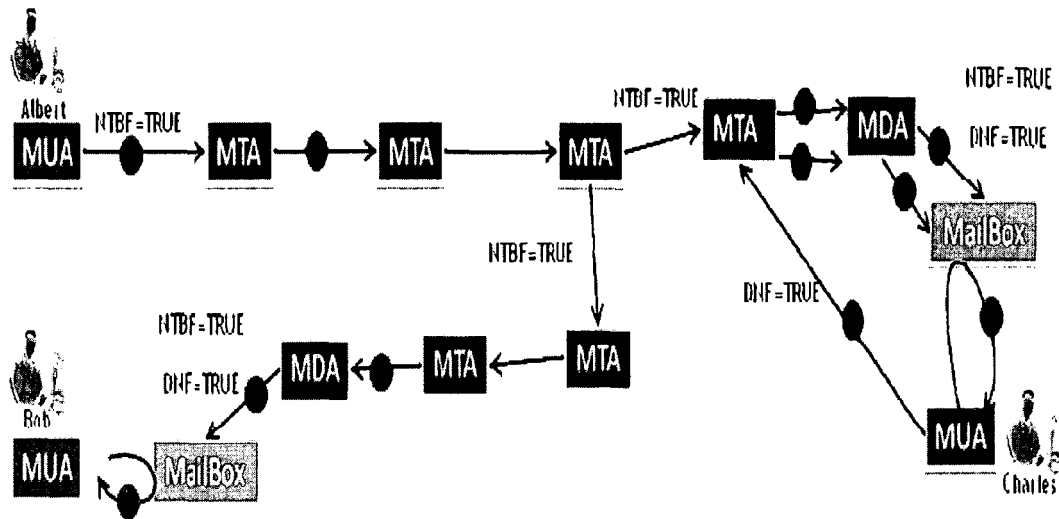 Albert
MUA
NTBF=TRUE
MTA
MTA
MTA
NTBF=TRUE
MTA
MDA
NTBF=TRUE
DNF=TRUE
MailBox
NTBF=TRUE
DNF=TRUE
MTA
MTA
MDA
NTBF=TRUE
DNF=TRUE
Bob
MUA
MailBox
MUA
Charles